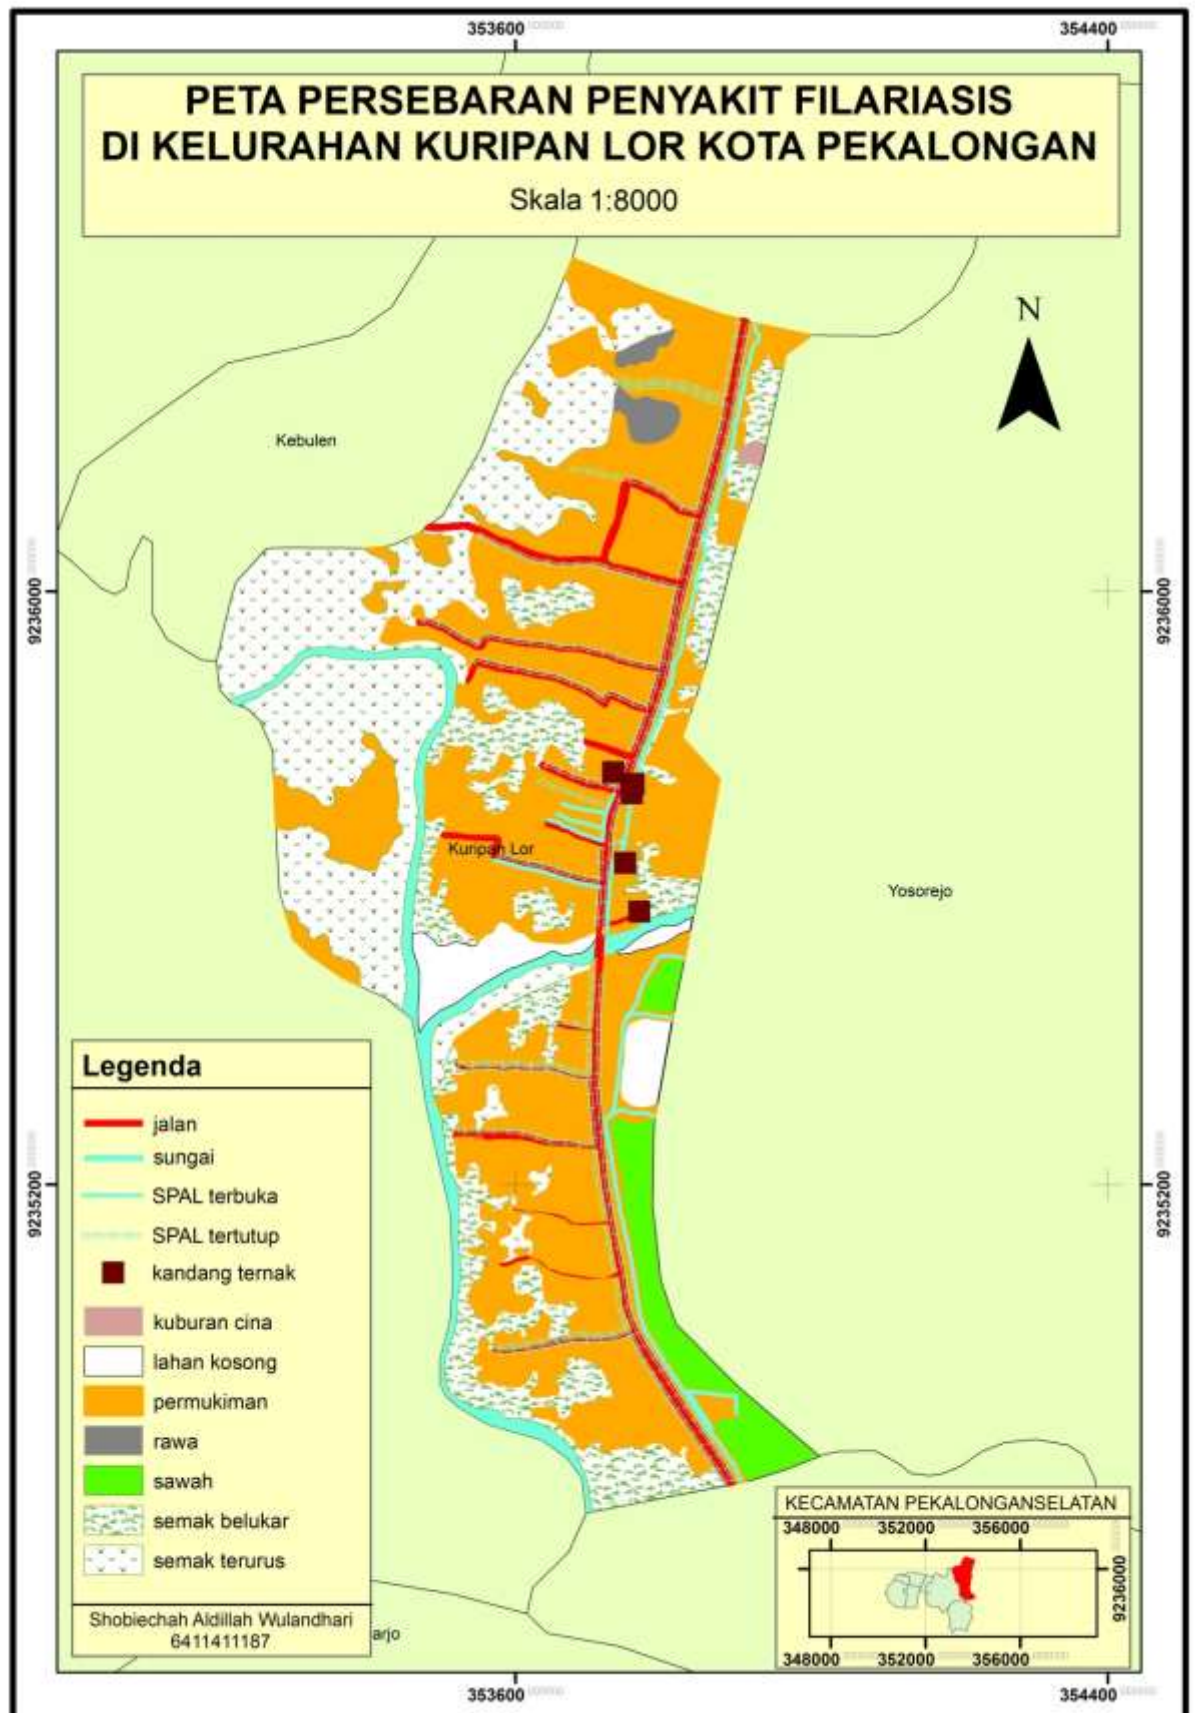 353600
354400
PETA PERSEBARAN PENYAKIT FILARIASIS
DI KELURAHAN KURIPAN LOR KOTA PEKALONGAN
Skala 1:8000
N
Kebulen
9236000
9236000
Kuripan Lor
Yosorejo
9235200
9235200
Legenda
jalan
sungai
SPAL terbuka
SPAL tertutup
kandang ternak
kuburan cina
lahan kosong
permukiman
rawa
sawah
semak belukar
semak terurus
Shobiechah Aldillah Wulandhari
6411411187
arjo
KECAMATAN PEKALONGANSELATAN
348000
352000
356000
9236000
348000
352000
356000
353600
354400